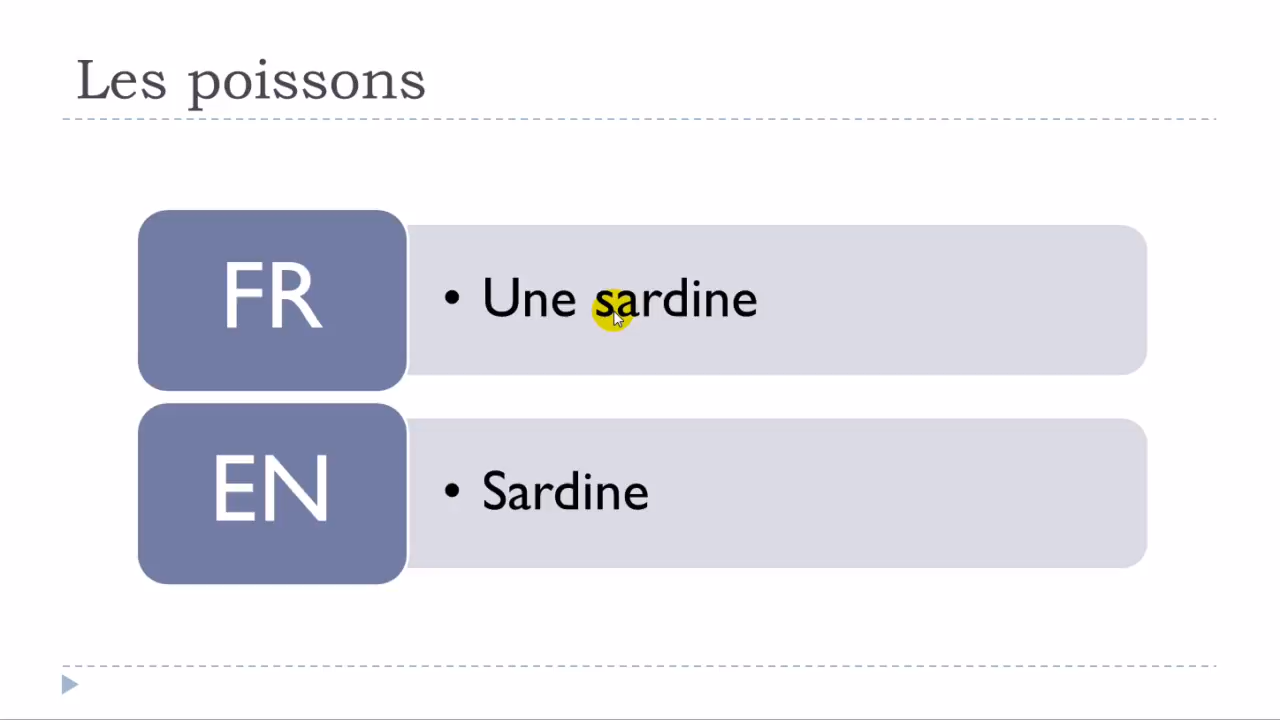 Les poissons
FR
• Une sardine
EN
• Sardine